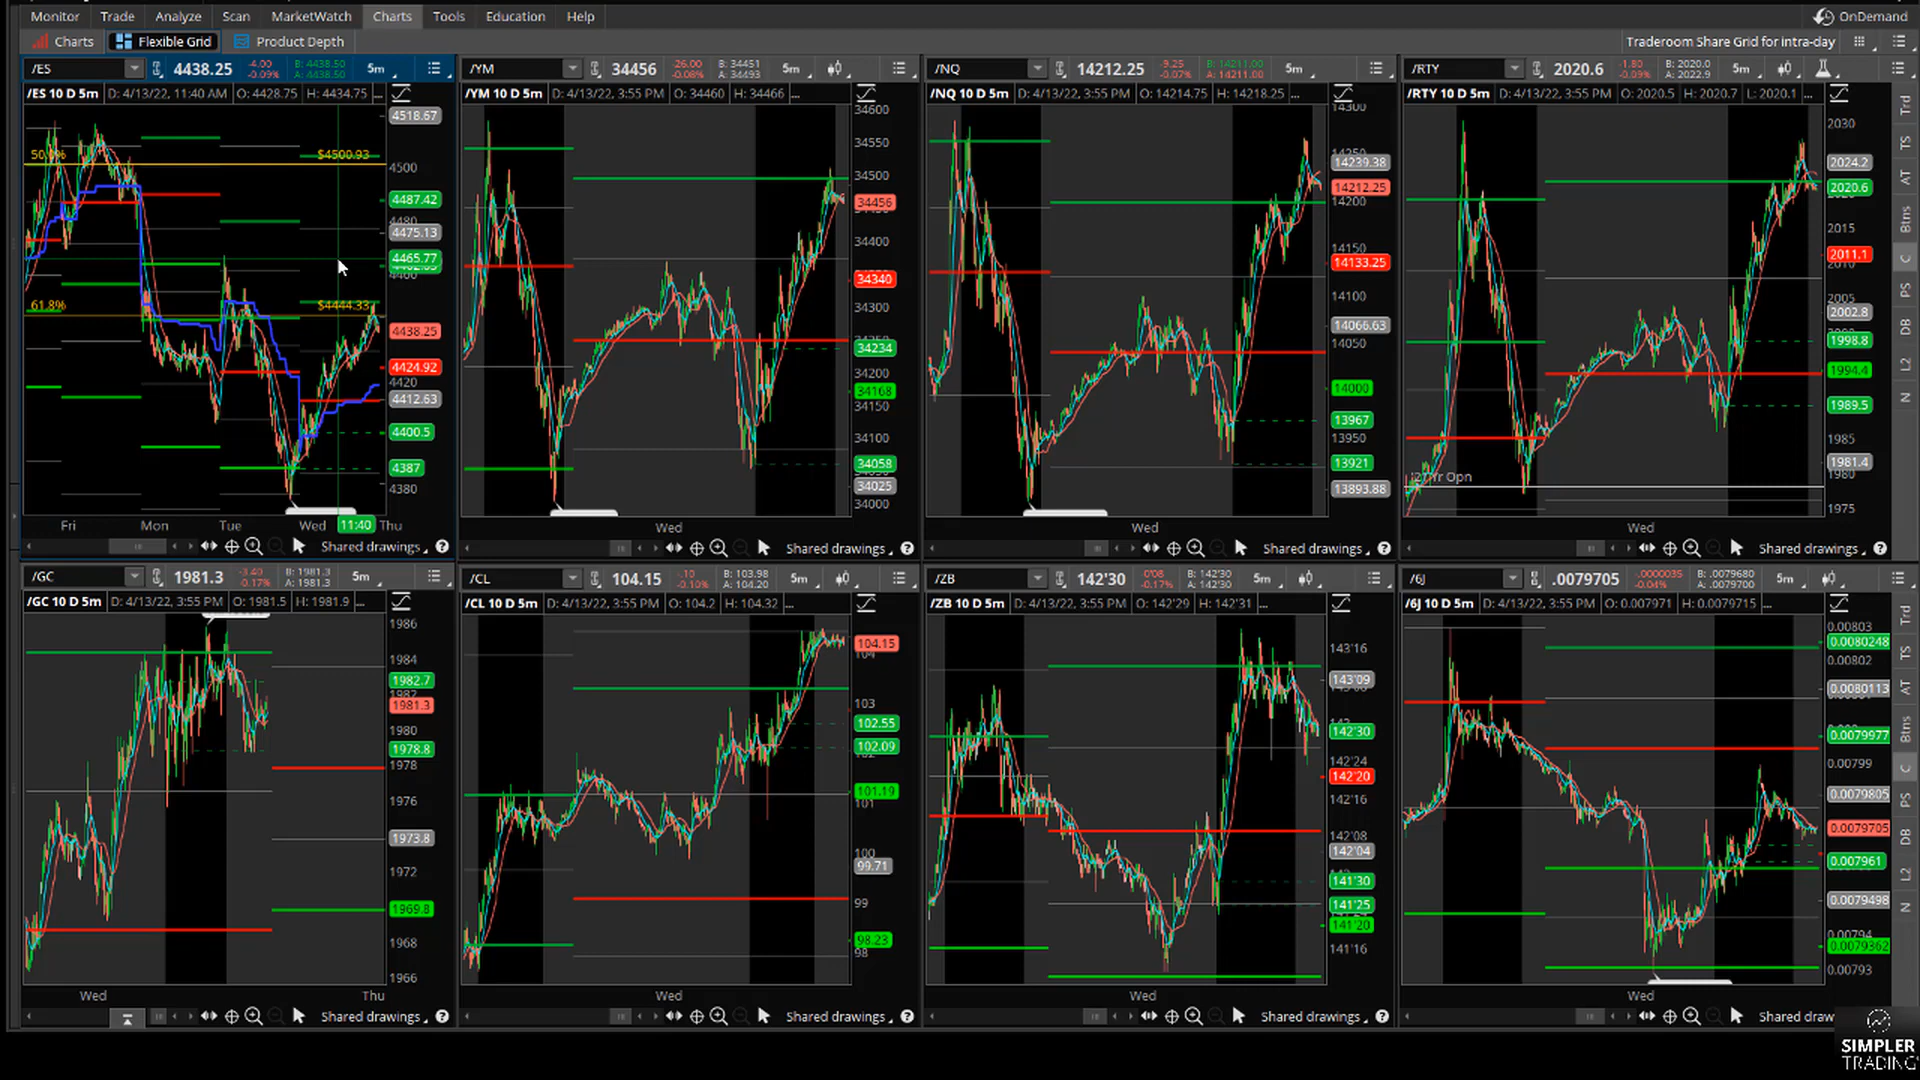 Monitor Trade Analyze Scan MarketWatch Charts Tools Education Help OnDemand
Charts Flexible Grid Product Depth Traderoom Share Grid for intra-day
/ES 4438.25 -4.00 -0.09% B: 4438.50 A: 4438.50 5m
/ES 10 D 5m D: 4/13/22, 11:40 AM O: 4428.75 H: 4434.75 ...
4518.67
50.0% $4500.93
4500
4487.42
4480
4475.13
4465.77
4460
61.8% $4444.33
4438.25
4424.92
4420
4412.63
4400.5
4387
4380
Fri Mon Tue Wed 11:40 Thu
Shared drawings
/YM 34456 -26.00 -0.08% B: 34451 A: 34493 5m
/YM 10 D 5m D: 4/13/22, 3:55 PM O: 34460 H: 34466 ...
34600
34550
34500
34456
34400
34340
34300
34234
34200
34168
34150
34100
34058
34025
34000
Wed
Shared drawings
/NQ 14212.25 -9.25 -0.07% B: 14211.00 A: 14211.00 5m
/NQ 10 D 5m D: 4/13/22, 3:55 PM O: 14214.75 H: 14218.25 ...
14300
14239.38
14212.25
14200
14150
14133.25
14100
14066.63
14050
14000
13967
13950
13921
13893.88
Wed
Shared drawings
/RTY 2020.6 -1.80 -0.09% B: 2020.0 A: 2022.9 5m
/RTY 10 D 5m D: 4/13/22, 3:55 PM O: 2020.5 H: 2020.7 L: 2020.1 ...
2030
2024.2
2020.6
2015
2011.1
2005
2002.8
1998.8
1994.4
1989.5
1985
1981.4
1975
Yr Opn
Wed
Shared drawings
Trd
TS
AT
Btns
C
PS
DB
L2
N
/GC 1981.3 -3.40 -0.17% B: 1981.3 A: 1981.3 5m
/GC 10 D 5m D: 4/13/22, 3:55 PM O: 1981.5 H: 1981.9 ...
1986
1984
1982.7
1982
1981.3
1980
1978.8
1978
1976
1973.8
1972
1969.8
1968
1966
Wed Thu
Shared drawings
/CL 104.15 -.10 -0.10% B: 103.98 A: 104.20 5m
/CL 10 D 5m D: 4/13/22, 3:55 PM O: 104.2 H: 104.32 ...
104.15
104
103
102.55
102.09
101.19
101
100
99.71
99
98.23
98
Wed
Shared drawings
/ZB 142'30 0'08 -0.17% B: 142'30 A: 142'30 5m
/ZB 10 D 5m D: 4/13/22, 3:55 PM O: 142'29 H: 142'31 ...
143'16
143'09
142'30
142'24
142'20
142'16
142'08
142'04
141'30
141'25
141'20
141'16
Wed
Shared drawings
/6J .0079705 -.0000035 -0.04% B: .0079680 A: .0079700 5m
/6J 10 D 5m D: 4/13/22, 3:55 PM O: 0.007971 H: 0.0079715 ...
0.00803
0.0080248
0.00802
0.0080113
0.0079977
0.00799
0.0079805
0.0079705
0.007961
0.0079498
0.00794
0.0079362
0.00793
Wed
Shared draw
Trd
TS
AT
Btns
C
PS
DB
L2
N
SIMPLER
TRADING